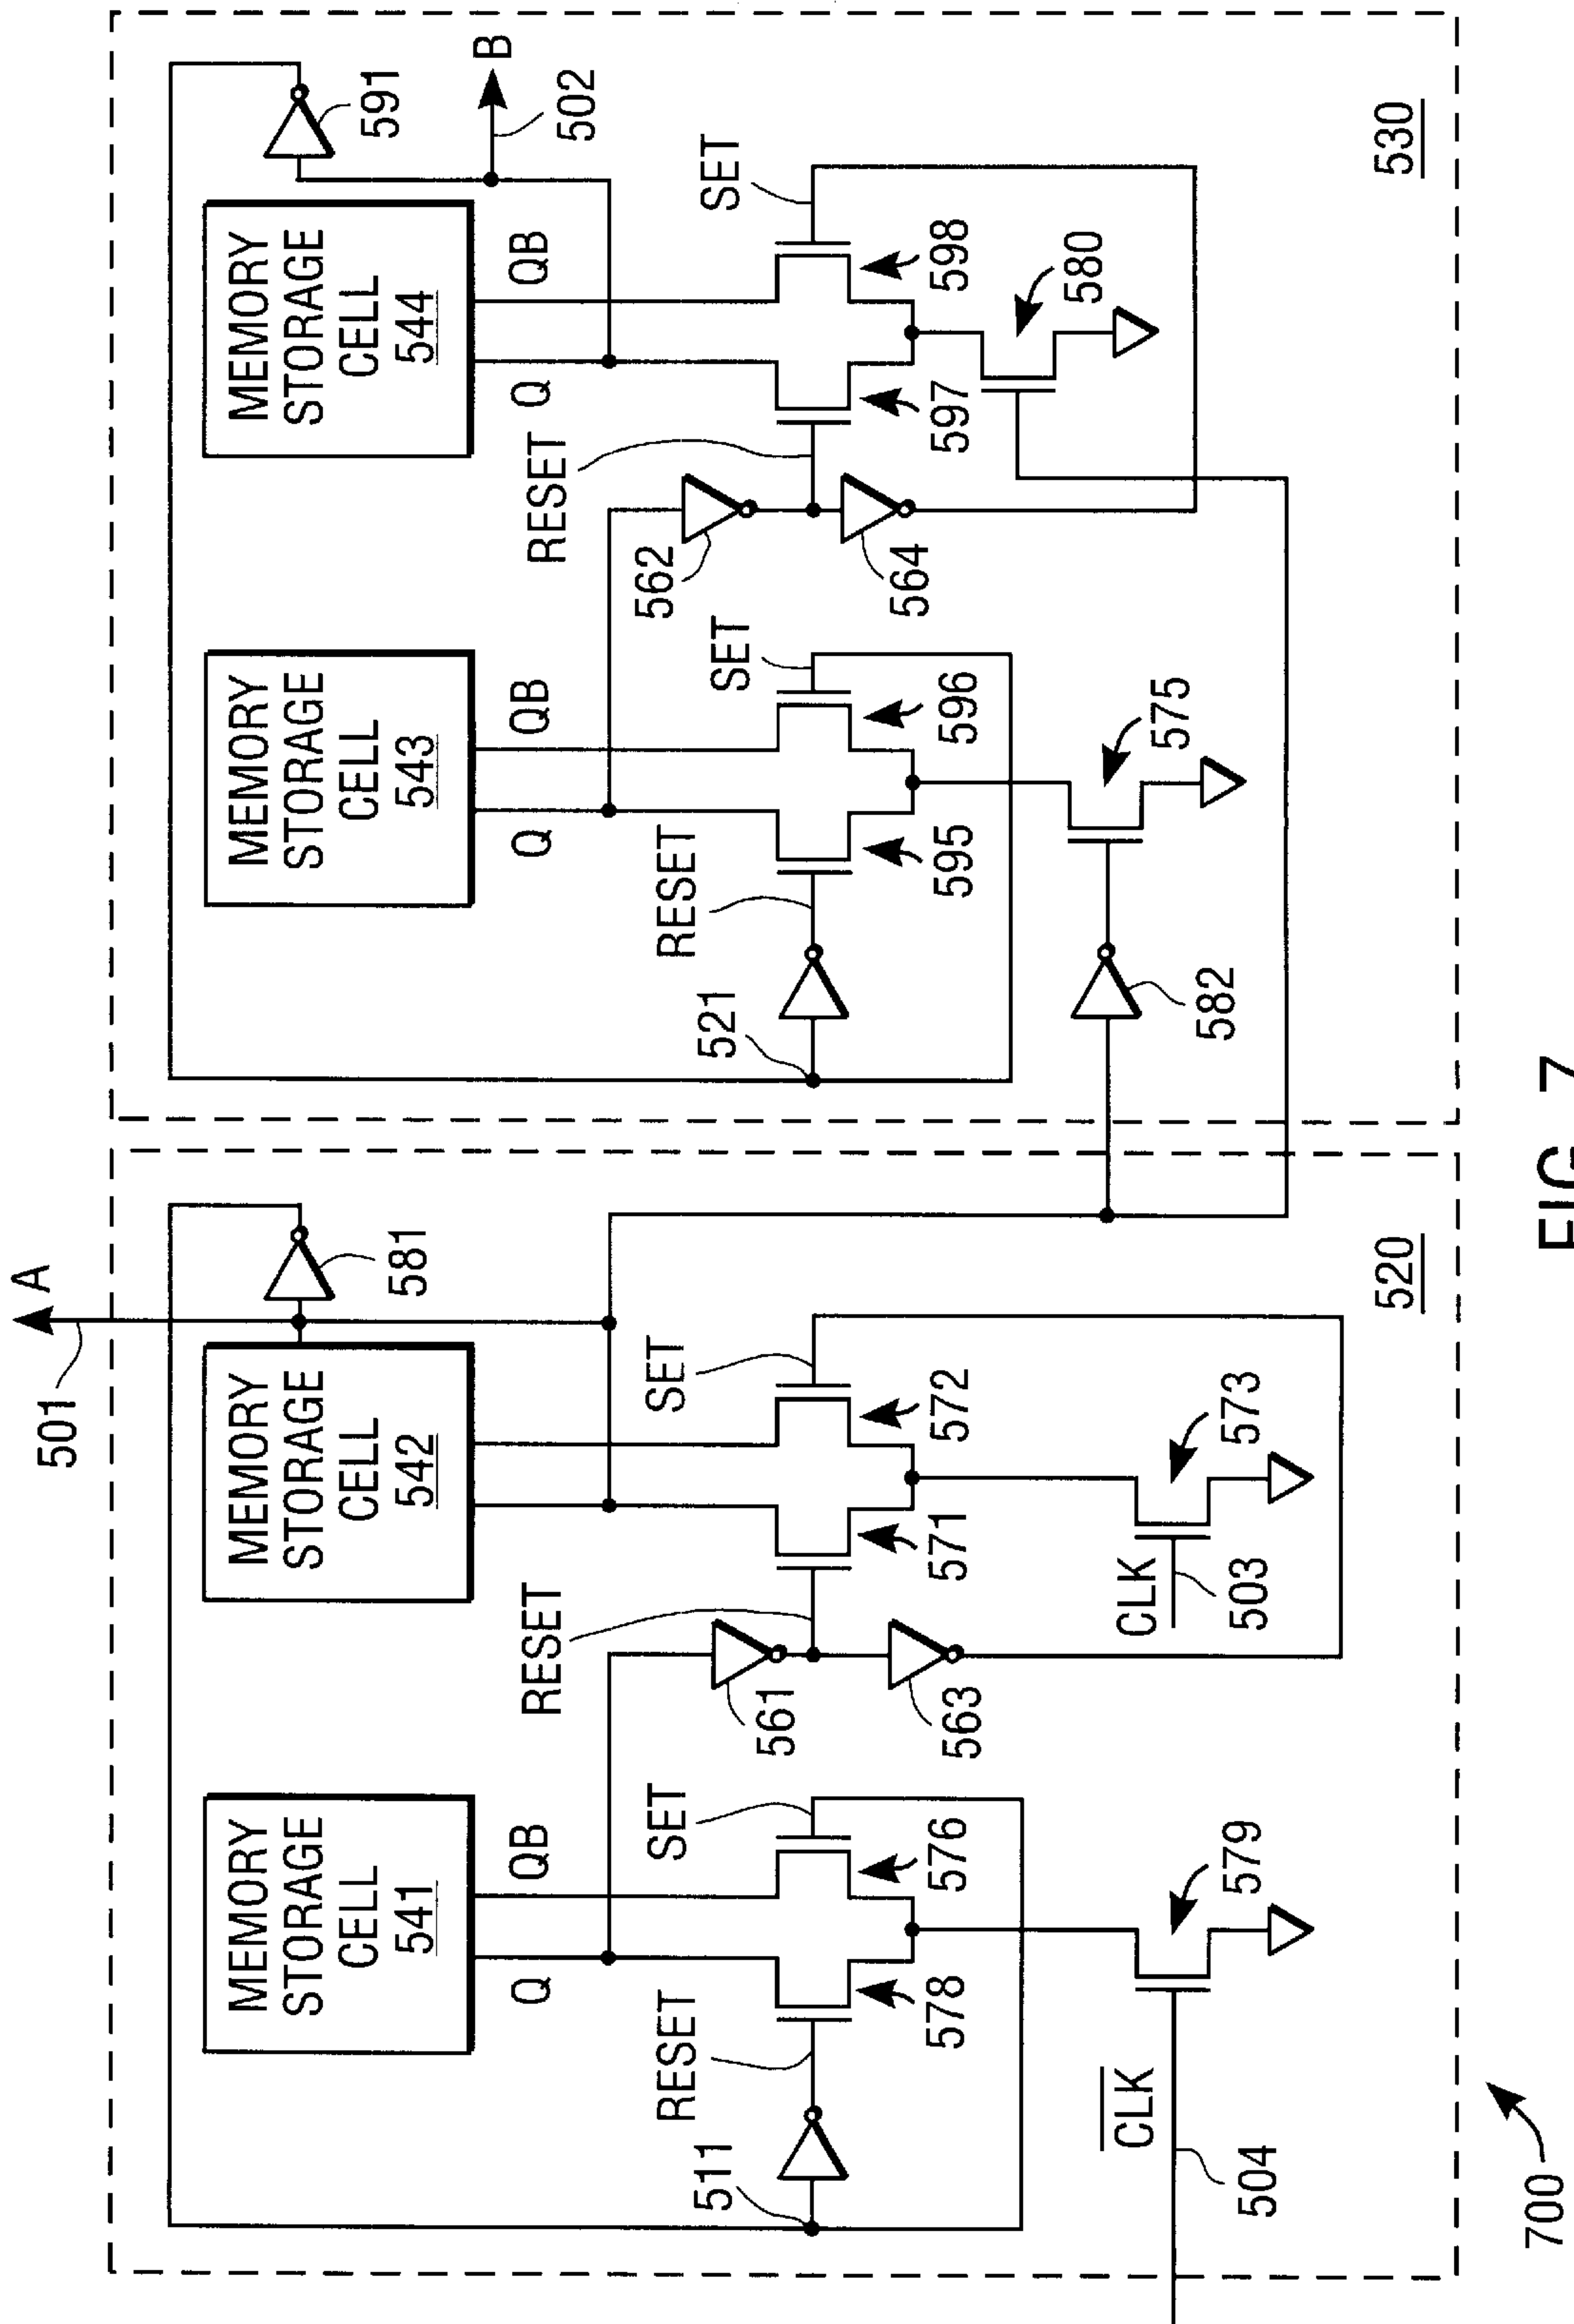 501
A
MEMORY
STORAGE
CELL
541
Q
QB
MEMORY
STORAGE
CELL
542
581
MEMORY
STORAGE
CELL
543
Q
QB
MEMORY
STORAGE
CELL
544
Q
QB
591
B
502
511
RESET
578
SET
576
561
563
RESET
571
SET
572
CLK
504
579
CLK
503
573
520
521
RESET
595
SET
596
562
564
RESET
597
SET
598
582
575
580
530
700
FIG 7